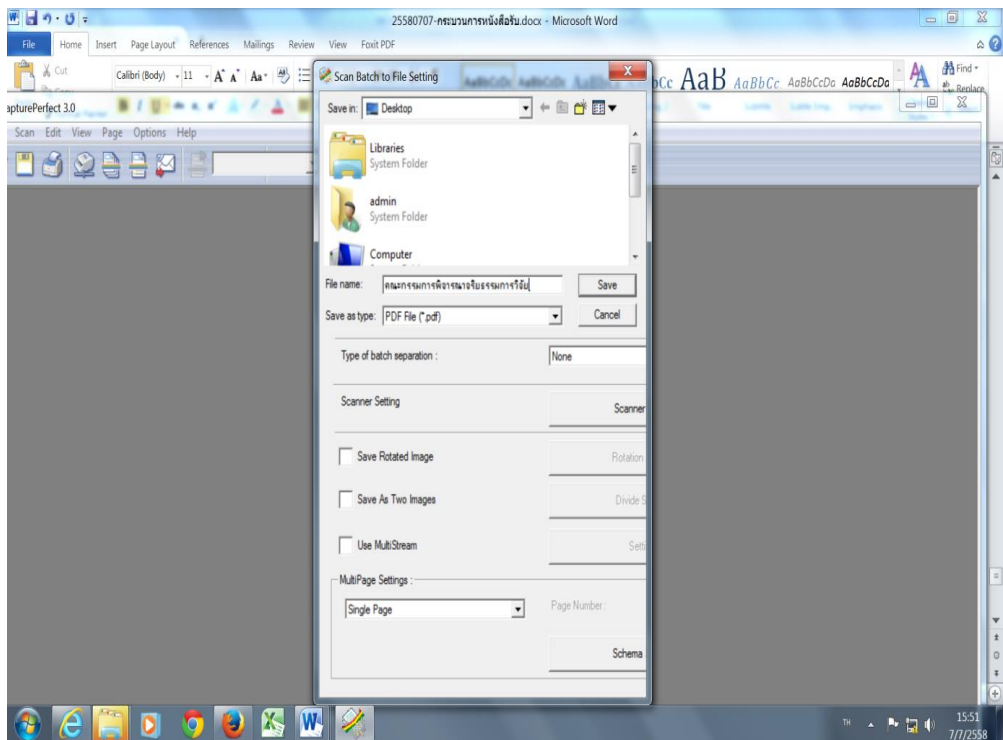 25580707-กระบวนการหนังสือรับ.docx - Microsoft Word
File Home Insert Page Layout References Mailings Review View Foxit PDF
Cut Calibri (Body) 11 A A Aa Find
AaBbCc AaBbCcDc AaBbCcDc
Replace
apturePerfect 3.0
Scan Edit View Page Options Help
Scan Batch to File Setting
Save in: Desktop
Libraries
System Folder
admin
System Folder
Computer
File name: คณะกรรมการพิจารณาจริยธรรมการวิจัย Save
Save as type: PDF File (*.pdf) Cancel
Type of batch separation : None
Scanner Setting Scanner
Save Rotated Image Rotation
Save As Two Images Divide S
Use MultiStream Setti
MultiPage Settings :
Single Page Page Number :
Schema
TH 15:51
7/7/2558